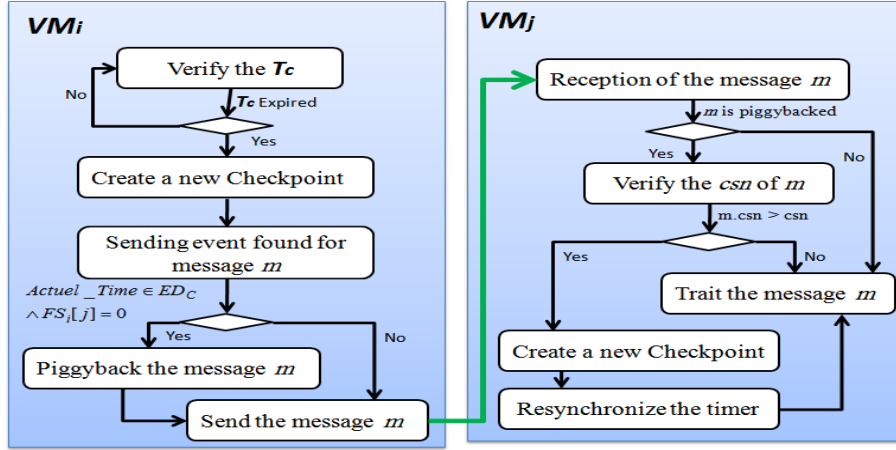 VMi
Verify the Tc
No
Tc Expired
Yes
Create a new Checkpoint
Sending event found for
message m
Actuel _Time ∈ ED_C
∧ FS_i[j] = 0
Yes
No
Piggyback the message m
Send the message m
VMj
Reception of the message m
m is piggybacked
Yes
No
Verify the csn of m
m.csn > csn
Yes
No
Trait the message m
Create a new Checkpoint
Resynchronize the timer